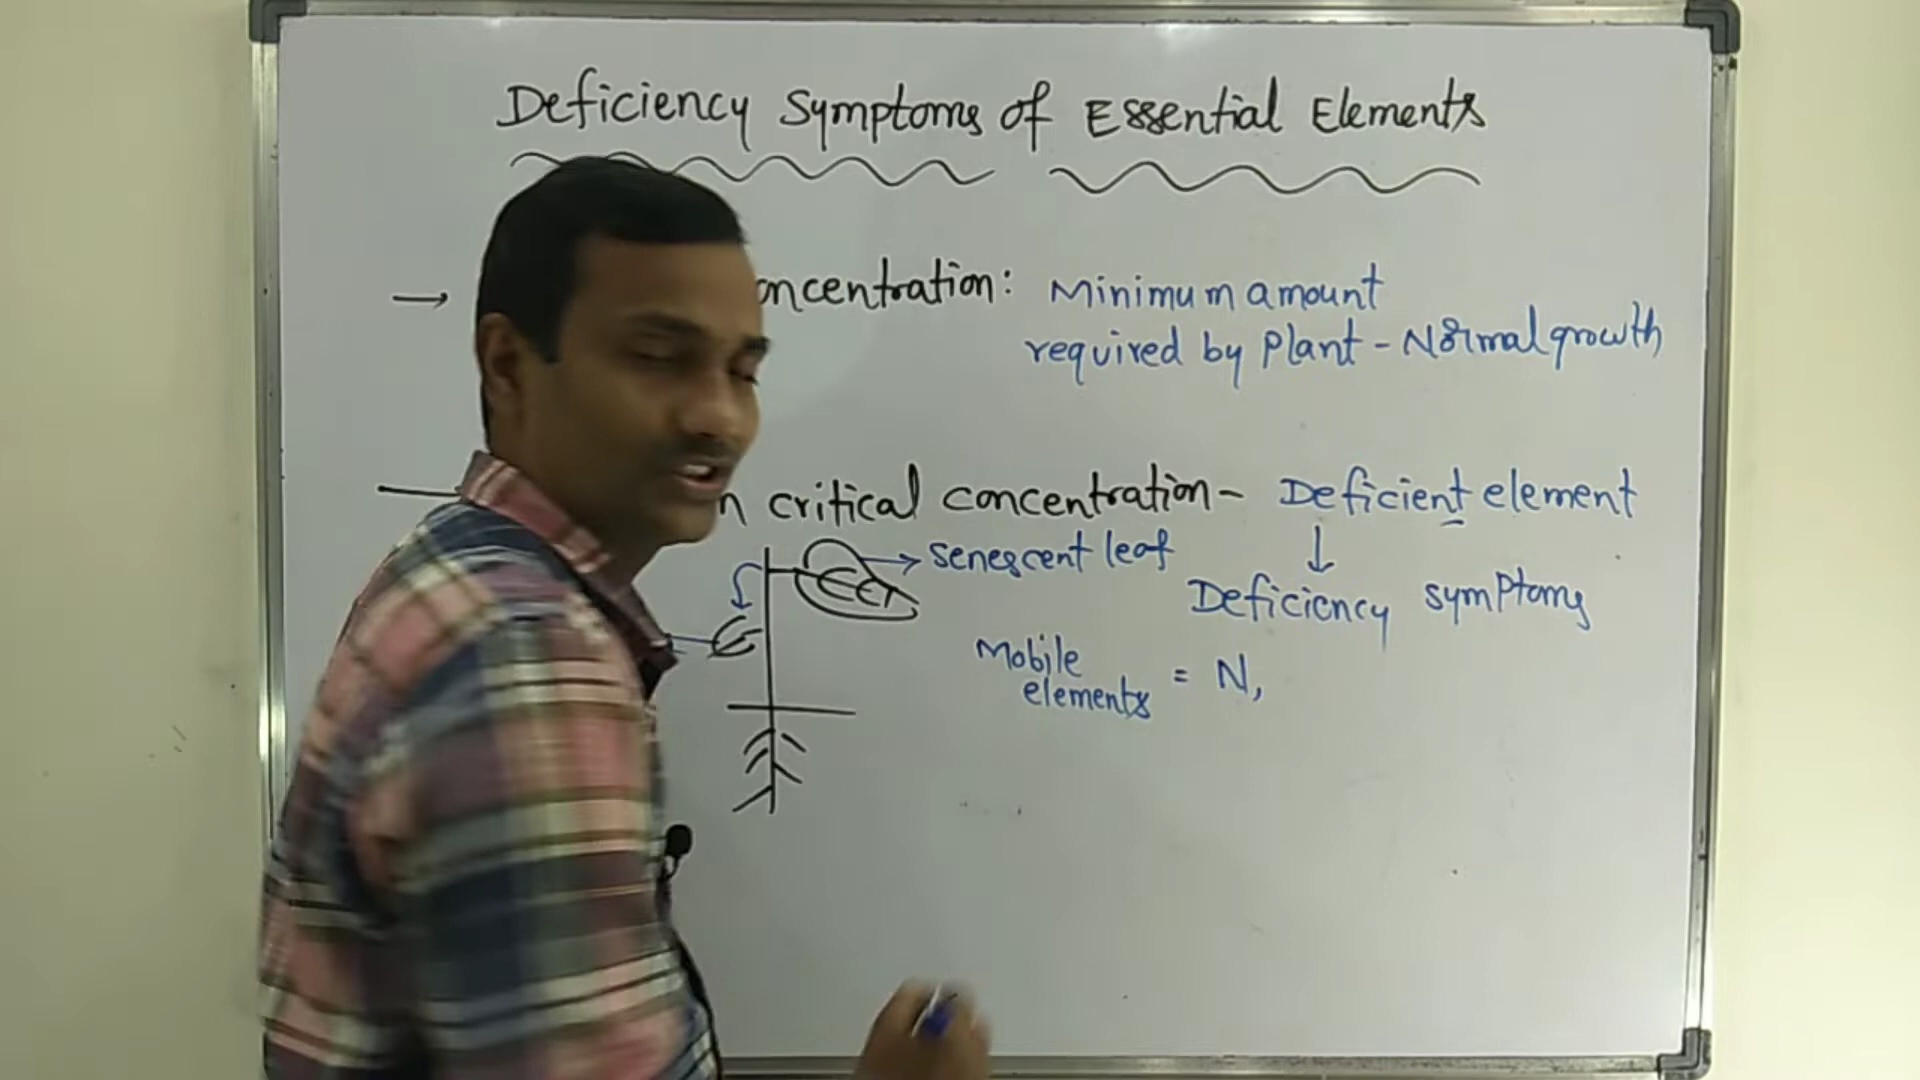 Deficiency Symptoms of Essential Elements
→ oncentration: Minimum amount
required by Plant - Normal growth
n critical concentration- Deficient element
↓
senescent leaf
Deficiency symptoms
Mobile
elements = N,